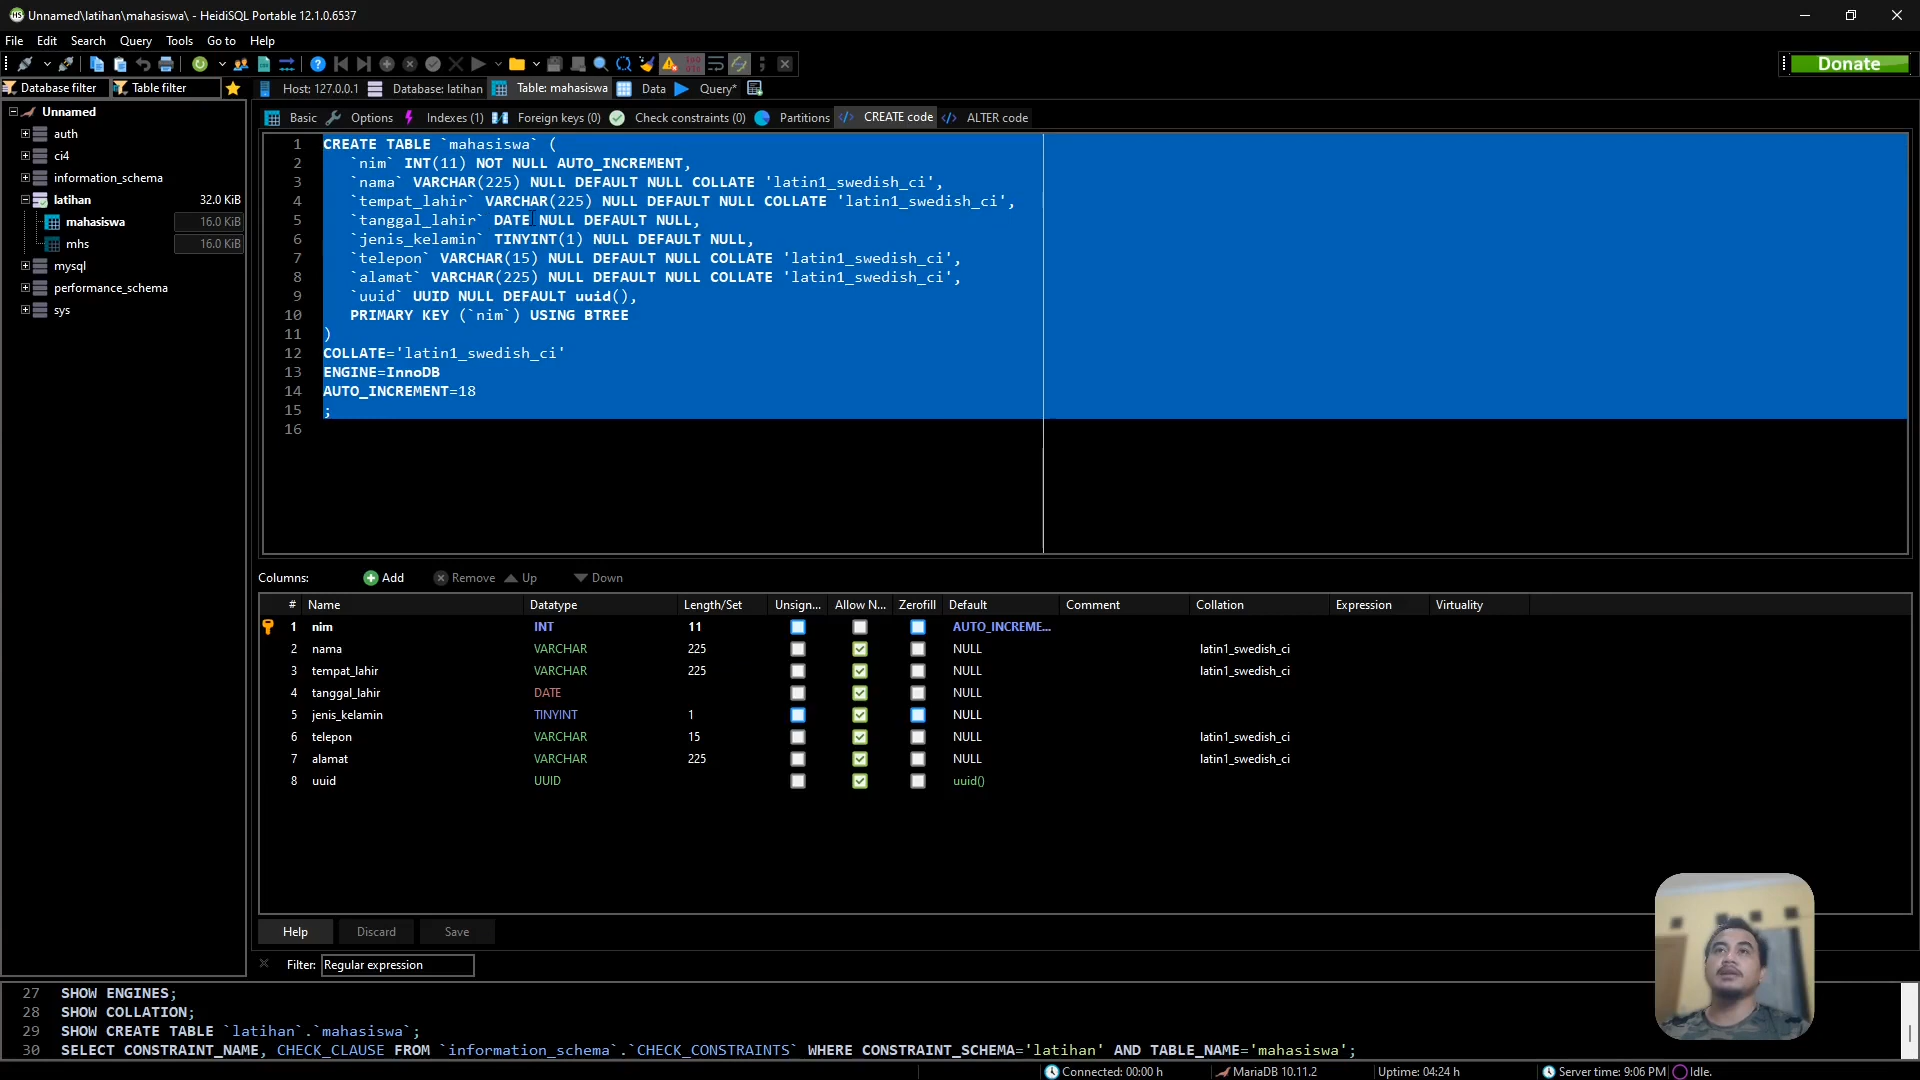 Unnamed\latihan\mahasiswa\ - HeidiSQL Portable 12.1.0.6537
File Edit Search Query Tools Go to Help
Donate
Database filter Table filter Host: 127.0.0.1 Database: latihan Table: mahasiswa Data Query*
Basic Options Indexes (1) Foreign keys (0) Check constraints (0) Partitions CREATE code ALTER code
Unnamed
auth
ci4
information_schema
latihan 32.0 KiB
mahasiswa 16.0 KiB
mhs 16.0 KiB
mysql
performance_schema
sys
1 CREATE TABLE `mahasiswa` (
2 `nim` INT(11) NOT NULL AUTO_INCREMENT,
3 `nama` VARCHAR(225) NULL DEFAULT NULL COLLATE 'latin1_swedish_ci',
4 `tempat_lahir` VARCHAR(225) NULL DEFAULT NULL COLLATE 'latin1_swedish_ci',
5 `tanggal_lahir` DATE NULL DEFAULT NULL,
6 `jenis_kelamin` TINYINT(1) NULL DEFAULT NULL,
7 `telepon` VARCHAR(15) NULL DEFAULT NULL COLLATE 'latin1_swedish_ci',
8 `alamat` VARCHAR(225) NULL DEFAULT NULL COLLATE 'latin1_swedish_ci',
9 `uuid` UUID NULL DEFAULT uuid(),
10 PRIMARY KEY (`nim`) USING BTREE
11 )
12 COLLATE='latin1_swedish_ci'
13 ENGINE=InnoDB
14 AUTO_INCREMENT=18
15 ;
16
Columns: Add Remove Up Down
# Name Datatype Length/Set Unsign... Allow N... Zerofill Default Comment Collation Expression Virtuality
1 nim INT 11 AUTO_INCREME...
2 nama VARCHAR 225 NULL latin1_swedish_ci
3 tempat_lahir VARCHAR 225 NULL latin1_swedish_ci
4 tanggal_lahir DATE NULL
5 jenis_kelamin TINYINT 1 NULL
6 telepon VARCHAR 15 NULL latin1_swedish_ci
7 alamat VARCHAR 225 NULL latin1_swedish_ci
8 uuid UUID uuid()
Help Discard Save
Filter: Regular expression
27 SHOW ENGINES;
28 SHOW COLLATION;
29 SHOW CREATE TABLE `latihan`.`mahasiswa`;
30 SELECT CONSTRAINT_NAME, CHECK_CLAUSE FROM `information_schema`.`CHECK_CONSTRAINTS` WHERE CONSTRAINT_SCHEMA='latihan' AND TABLE_NAME='mahasiswa';
Connected: 00:00 h MariaDB 10.11.2 Uptime: 04:24 h Server time: 9:06 PM Idle.